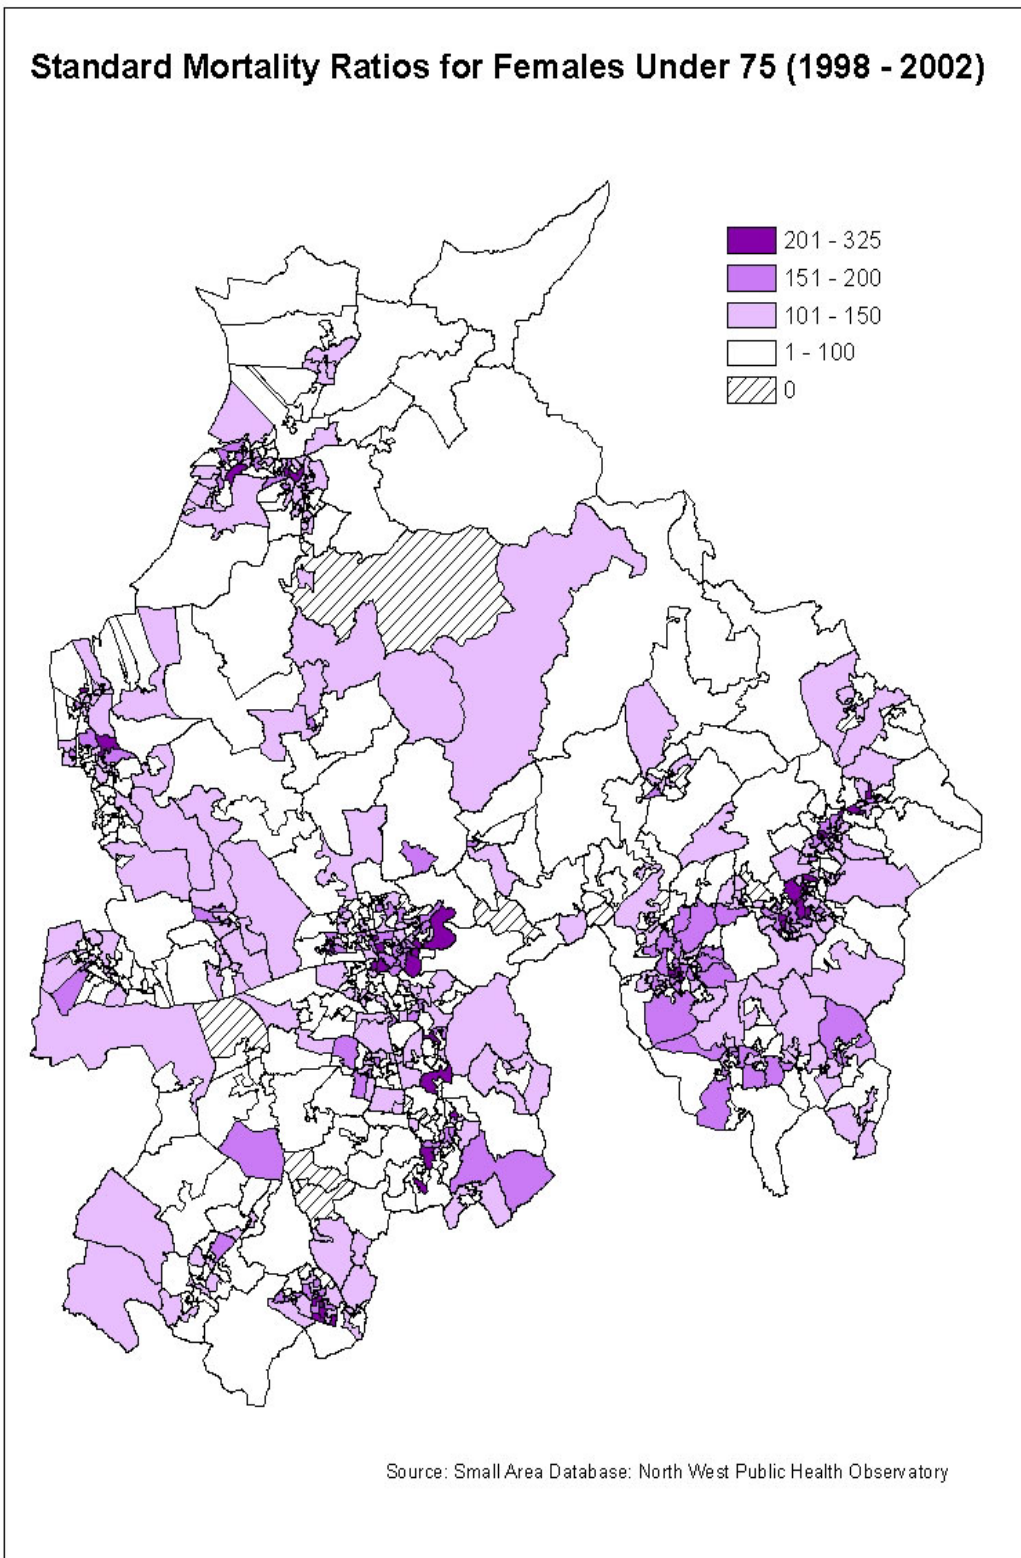 Standard Mortality Ratios for Females Under 75 (1998 - 2002)
201 - 325
151 - 200
101 - 150
1 - 100
0
Source: Small Area Database: North West Public Health Observatory